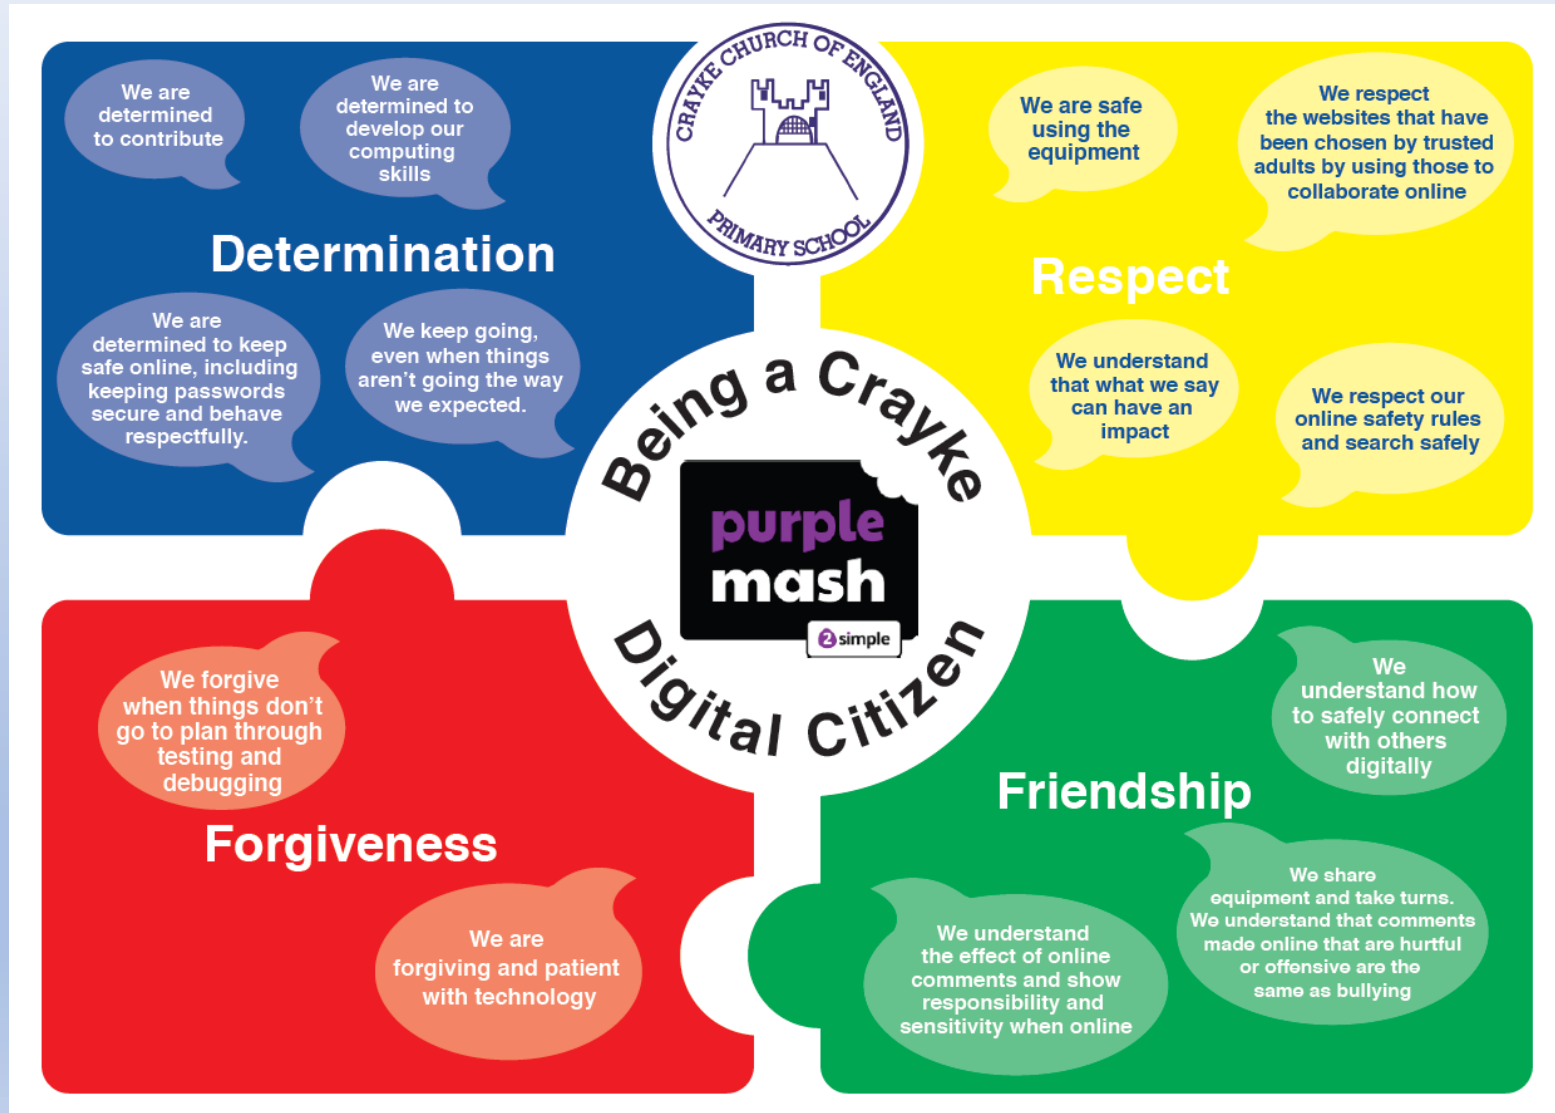 CRAYKE CHURCH OF ENGLAND
PRIMARY SCHOOL
We are
determined
to contribute
We are
determined to
develop our
computing
skills
Determination
We are
determined to keep
safe online, including
keeping passwords
secure and behave
respectfully.
We keep going,
even when things
aren't going the way
we expected.
We are safe
using the
equipment
We respect
the websites that have
been chosen by trusted
adults by using those to
collaborate online
Respect
We understand
that what we say
can have an
impact
We respect our
online safety rules
and search safely
Being a Crayke
purple
mash
2 simple
Digital Citizen
We forgive
when things don't
go to plan through
testing and
debugging
Forgiveness
We are
forgiving and patient
with technology
We
understand how
to safely connect
with others
digitally
Friendship
We understand
the effect of online
comments and show
responsibility and
sensitivity when online
We share
equipment and take turns.
We understand that comments
made online that are hurtful
or offensive are the
same as bullying